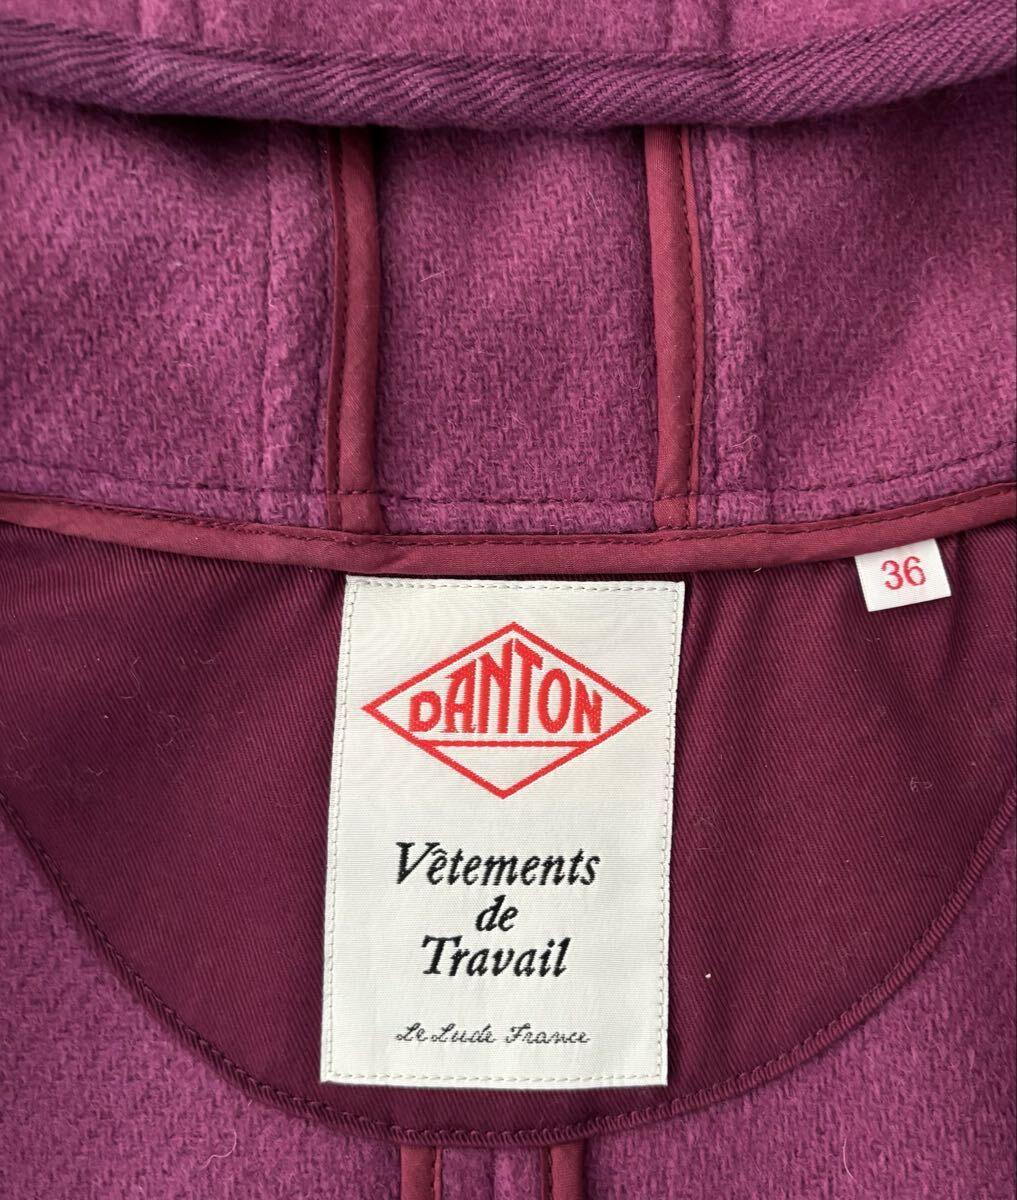 36
DANTON
Vêtements
de
Travail
Le Lude France